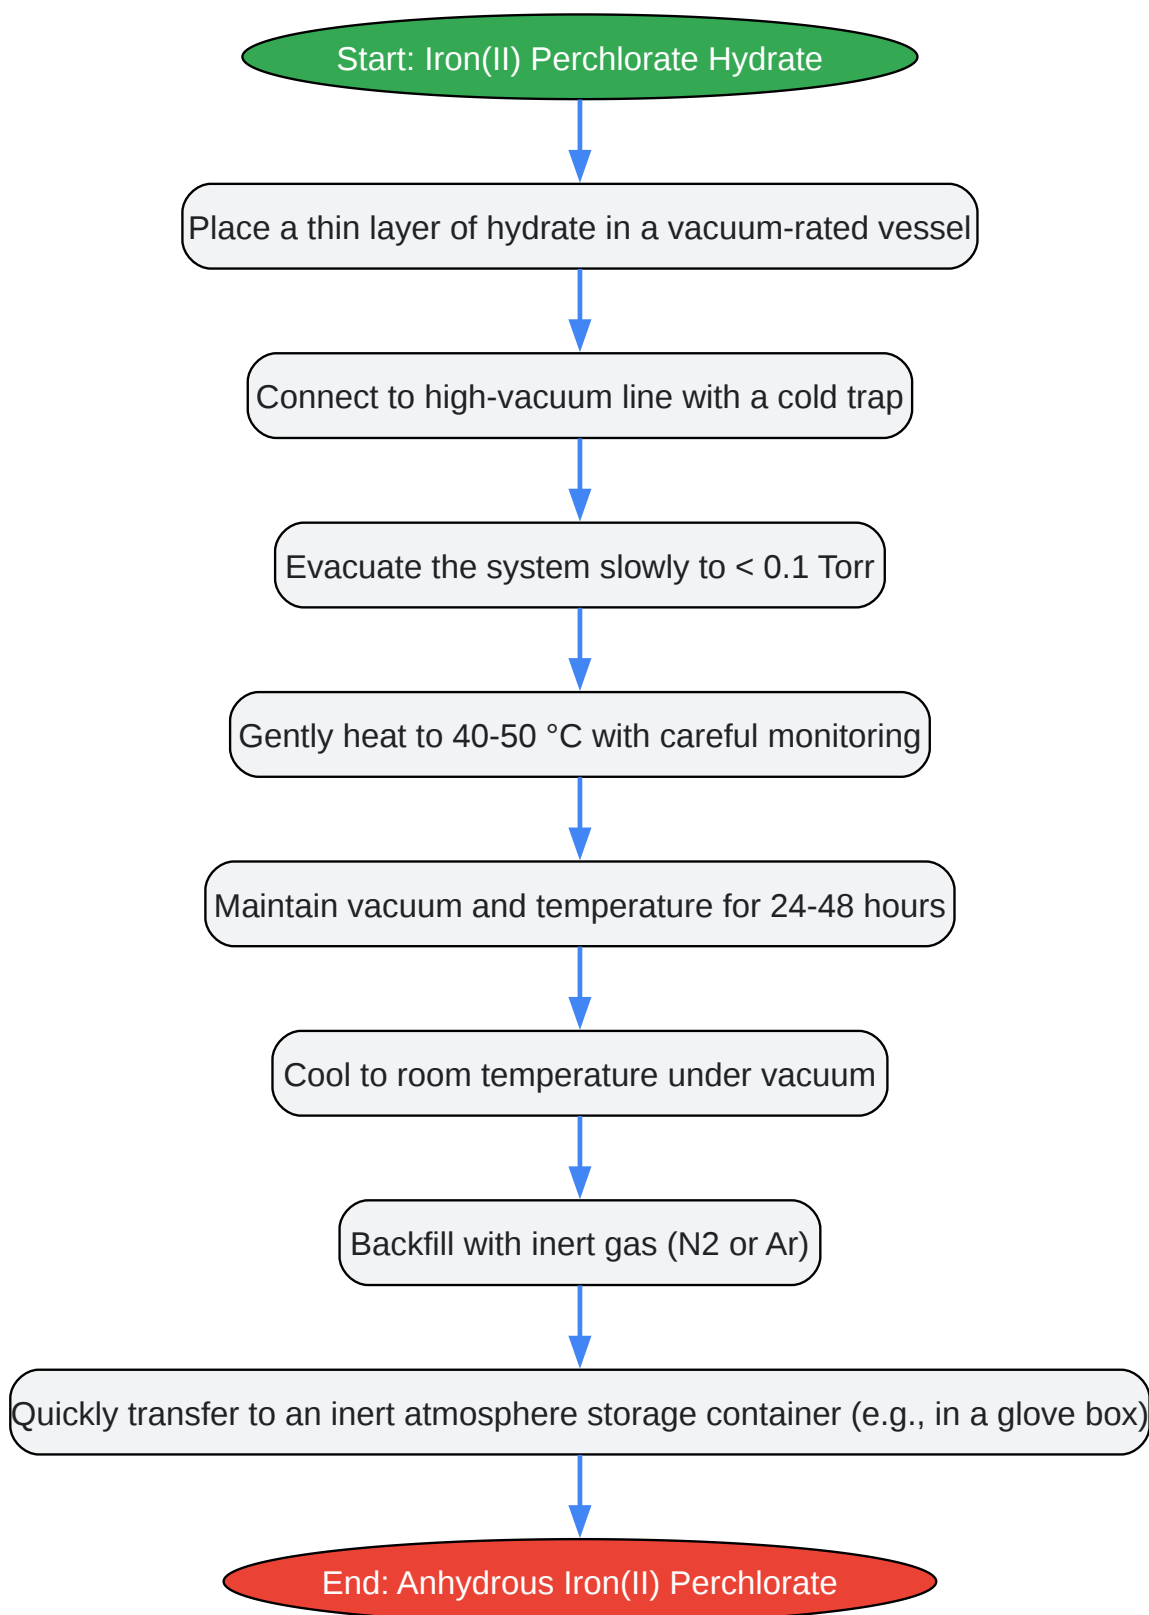 Start: Iron(II) Perchlorate Hydrate
Place a thin layer of hydrate in a vacuum-rated vessel
Connect to high-vacuum line with a cold trap
Evacuate the system slowly to < 0.1 Torr
Gently heat to 40-50 °C with careful monitoring
Maintain vacuum and temperature for 24-48 hours
Cool to room temperature under vacuum
Backfill with inert gas (N2 or Ar)
Quickly transfer to an inert atmosphere storage container (e.g., in a glove box)
End: Anhydrous Iron(II) Perchlorate